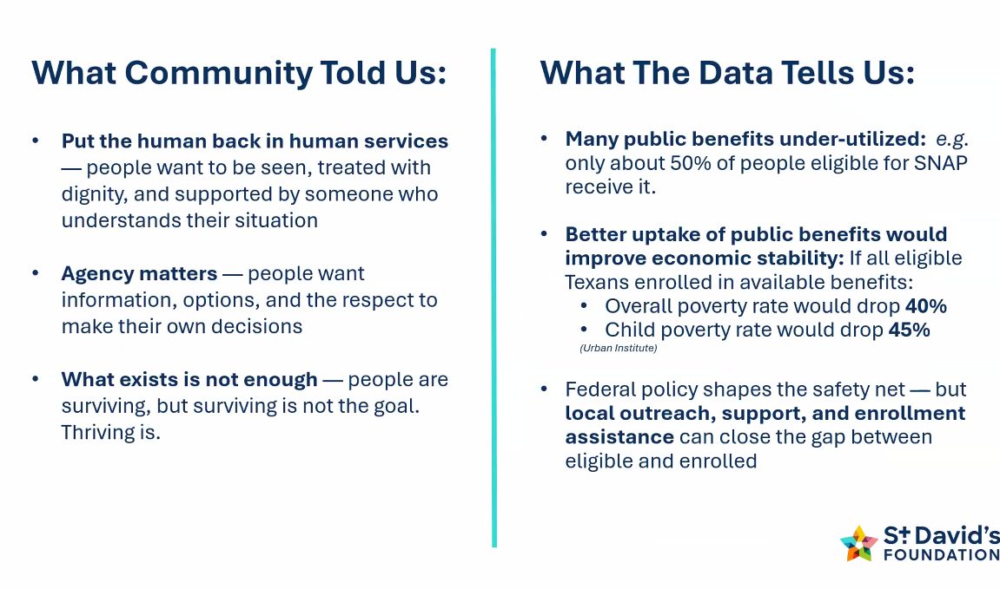 What Community Told Us:
• Put the human back in human services
— people want to be seen, treated with
dignity, and supported by someone who
understands their situation
• Agency matters — people want
information, options, and the respect to
make their own decisions
• What exists is not enough — people are
surviving, but surviving is not the goal.
Thriving is.
What The Data Tells Us:
• Many public benefits under-utilized: e.g.
only about 50% of people eligible for SNAP
receive it.
• Better uptake of public benefits would
improve economic stability: If all eligible
Texans enrolled in available benefits:
• Overall poverty rate would drop 40%
• Child poverty rate would drop 45%
(Urban Institute)
• Federal policy shapes the safety net — but
local outreach, support, and enrollment
assistance can close the gap between
eligible and enrolled
St David's
FOUNDATION